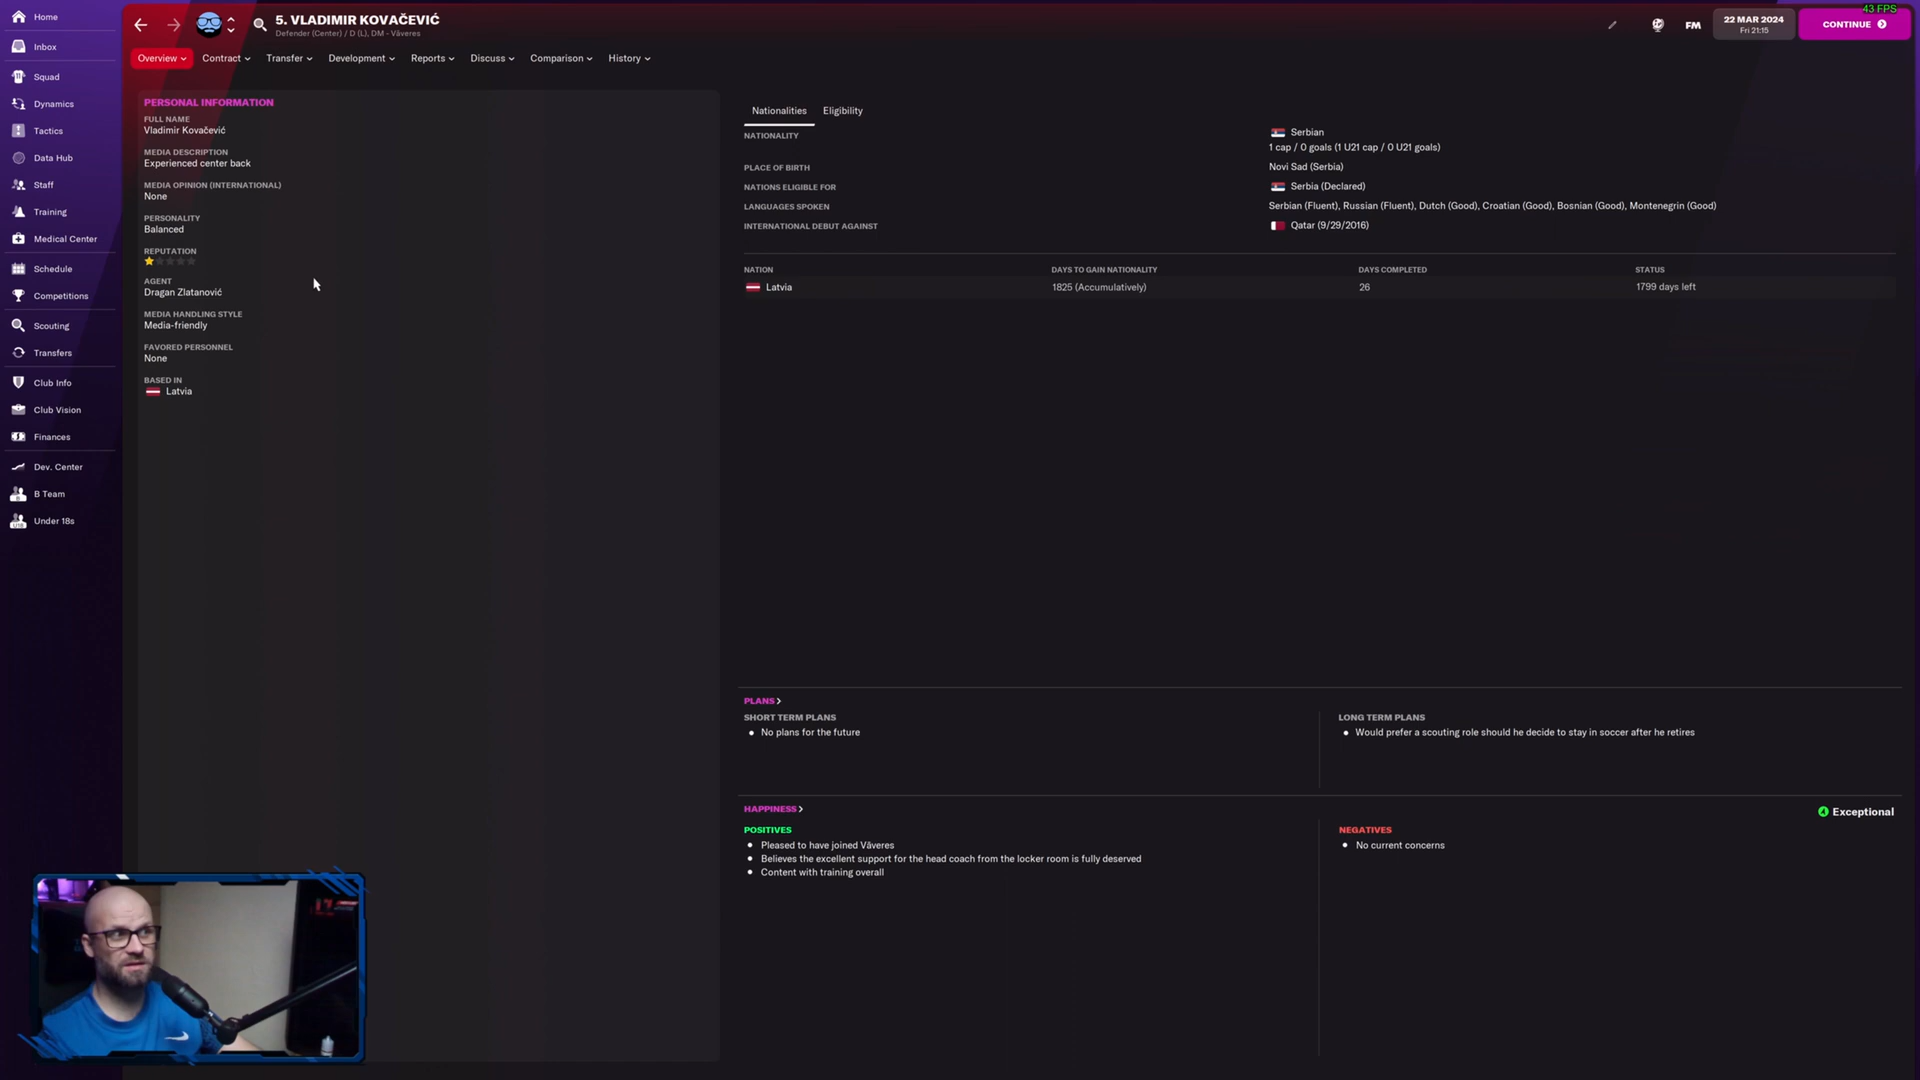 43 FPS
Home
Inbox
Squad
Dynamics
Tactics
Data Hub
Staff
Training
Medical Center
Schedule
Competitions
Scouting
Transfers
Club Info
Club Vision
Finances
Dev. Center
B Team
Under 18s
5. VLADIMIR KOVAČEVIĆ
Defender (Center) / D (L), DM - Vāveres
FM
22 MAR 2024
Fri 21:15
CONTINUE
Overview Contract Transfer Development Reports Discuss Comparison History
PERSONAL INFORMATION
FULL NAME
Vladimir Kovačević
MEDIA DESCRIPTION
Experienced center back
MEDIA OPINION (INTERNATIONAL)
None
PERSONALITY
Balanced
REPUTATION
AGENT
Dragan Zlatanović
MEDIA HANDLING STYLE
Media-friendly
FAVORED PERSONNEL
None
BASED IN
Latvia
Nationalities Eligibility
NATIONALITY Serbian
1 cap / 0 goals (1 U21 cap / 0 U21 goals)
PLACE OF BIRTH Novi Sad (Serbia)
NATIONS ELIGIBLE FOR Serbia (Declared)
LANGUAGES SPOKEN Serbian (Fluent), Russian (Fluent), Dutch (Good), Croatian (Good), Bosnian (Good), Montenegrin (Good)
INTERNATIONAL DEBUT AGAINST Qatar (9/29/2016)
NATION DAYS TO GAIN NATIONALITY DAYS COMPLETED STATUS
Latvia 1825 (Accumulatively) 26 1799 days left
PLANS
SHORT TERM PLANS
No plans for the future
LONG TERM PLANS
Would prefer a scouting role should he decide to stay in soccer after he retires
HAPPINESS
Exceptional
POSITIVES
Pleased to have joined Vāveres
Believes the excellent support for the head coach from the locker room is fully deserved
Content with training overall
NEGATIVES
No current concerns